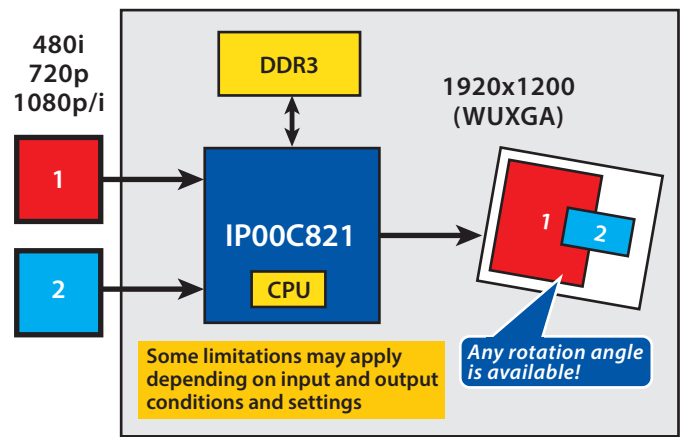 480i
720p
1080p/i
DDR3
1920x1200
(WUXGA)
1
IP00C821
1
2
2
CPU
Some limitations may apply
depending on input and output
conditions and settings
Any rotation angle
is available!